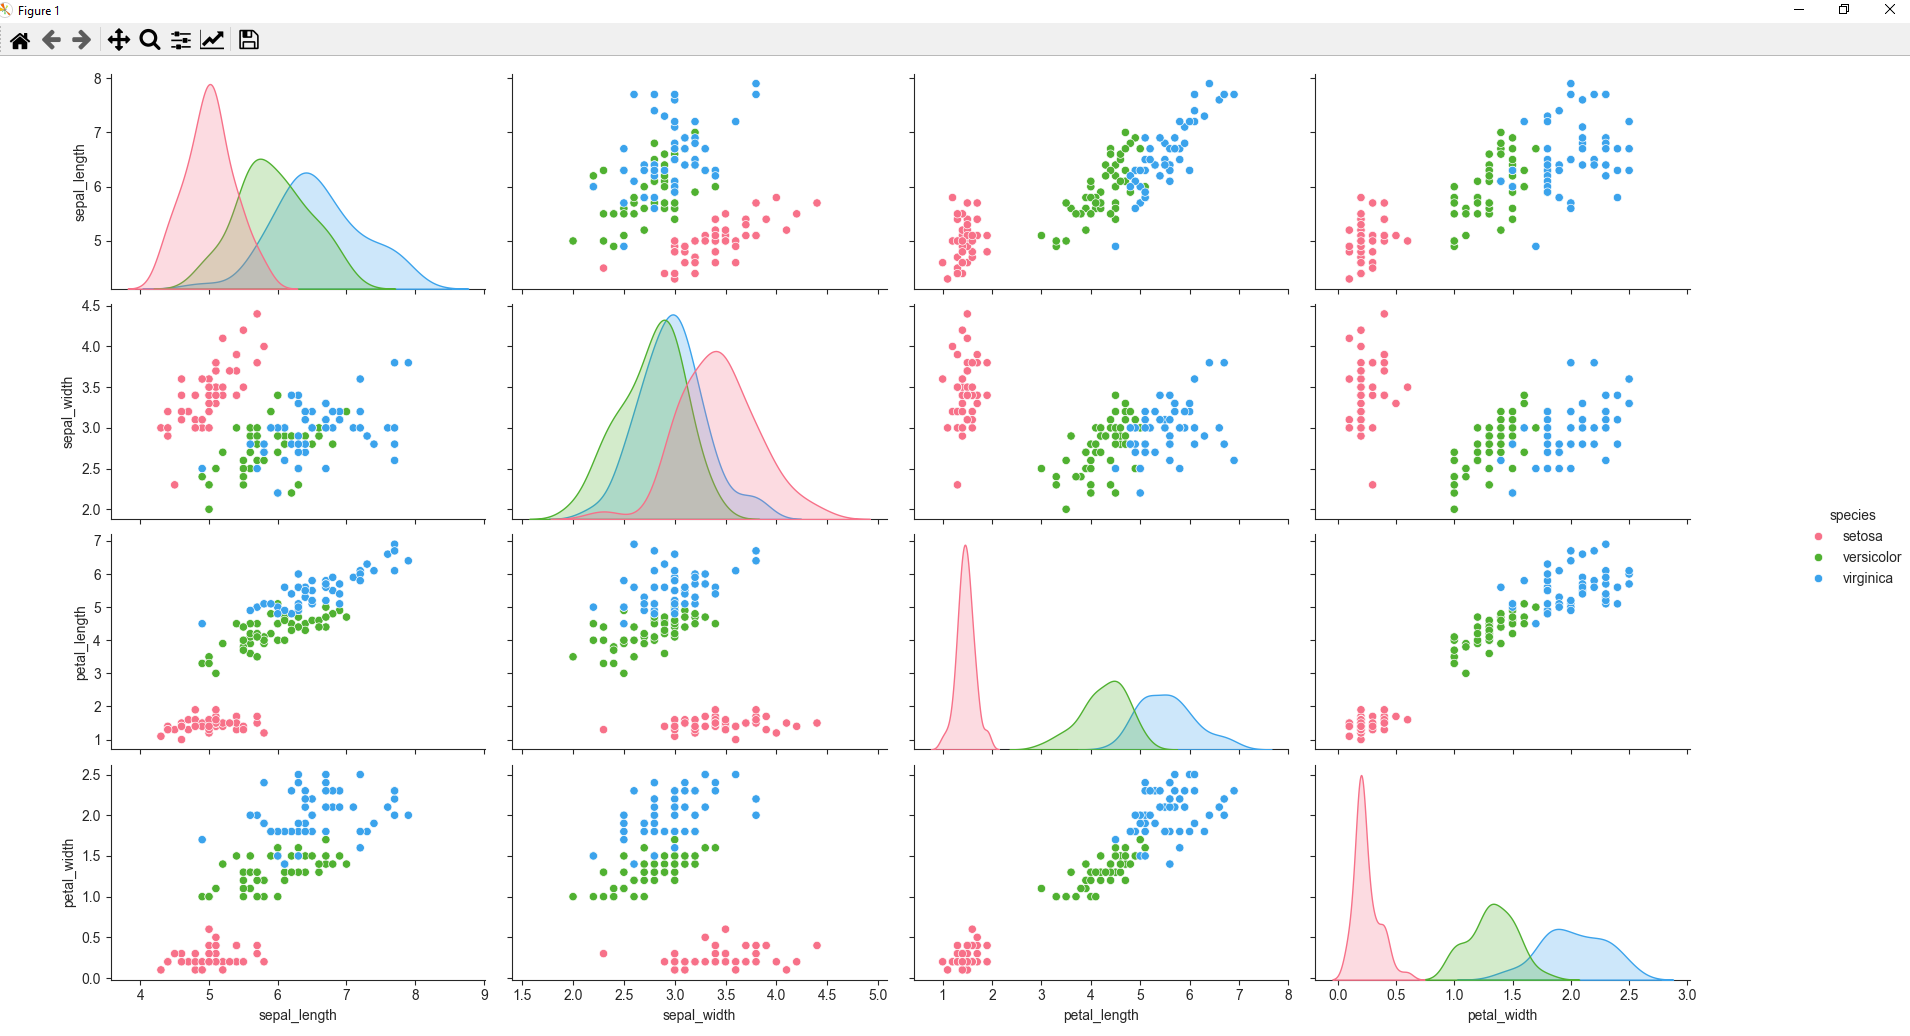 Figure 1
8
7
6
5
sepal_length
4.5
4.0
3.5
3.0
2.5
2.0
sepal_width
7
6
5
4
3
2
1
petal_length
2.5
2.0
1.5
1.0
0.5
0.0
petal_width
4 5 6 7 8 9
sepal_length
1.5 2.0 2.5 3.0 3.5 4.0 4.5 5.0
sepal_width
1 2 3 4 5 6 7 8
petal_length
0.0 0.5 1.0 1.5 2.0 2.5 3.0
petal_width
species
setosa
versicolor
virginica